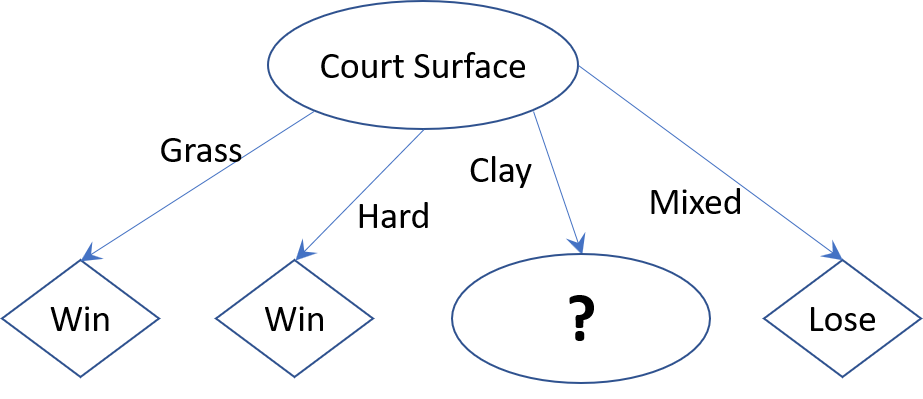 Court Surface
Grass
Hard
Clay
Mixed
Win
Win
?
Lose